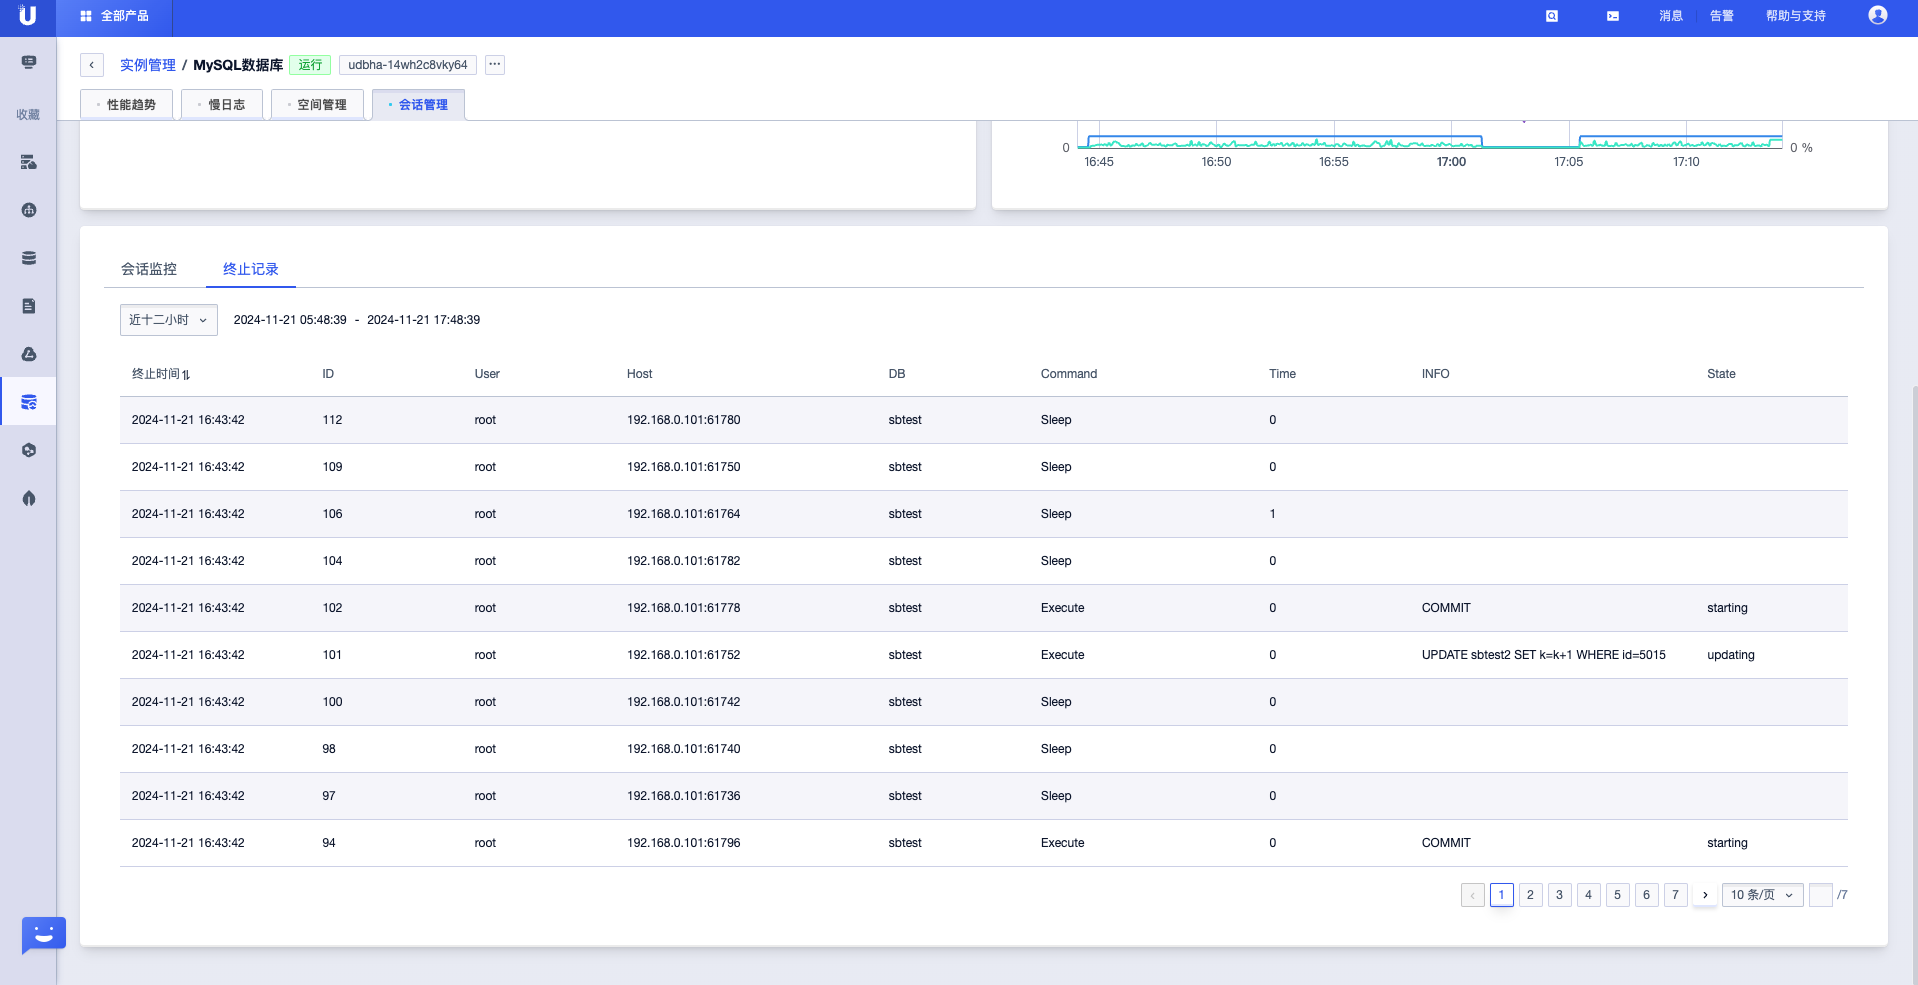 全部产品
消息
告警
帮助与支持
收藏
实例管理 / MySQL数据库 运行 udbha-14wh2c8vky64 ···
性能趋势 慢日志 空间管理 会话管理
0 0 %
16:45 16:50 16:55 17:00 17:05 17:10
会话监控 终止记录
近十二小时 2024-11-21 05:48:39 - 2024-11-21 17:48:39
终止时间 ID User Host DB Command Time INFO State
2024-11-21 16:43:42 112 root 192.168.0.101:61780 sbtest Sleep 0
2024-11-21 16:43:42 109 root 192.168.0.101:61750 sbtest Sleep 0
2024-11-21 16:43:42 106 root 192.168.0.101:61764 sbtest Sleep 1
2024-11-21 16:43:42 104 root 192.168.0.101:61782 sbtest Sleep 0
2024-11-21 16:43:42 102 root 192.168.0.101:61778 sbtest Execute 0 COMMIT starting
2024-11-21 16:43:42 101 root 192.168.0.101:61752 sbtest Execute 0 UPDATE sbtest2 SET k=k+1 WHERE id=5015 updating
2024-11-21 16:43:42 100 root 192.168.0.101:61742 sbtest Sleep 0
2024-11-21 16:43:42 98 root 192.168.0.101:61740 sbtest Sleep 0
2024-11-21 16:43:42 97 root 192.168.0.101:61736 sbtest Sleep 0
2024-11-21 16:43:42 94 root 192.168.0.101:61796 sbtest Execute 0 COMMIT starting
1 2 3 4 5 6 7 10 条/页 /7